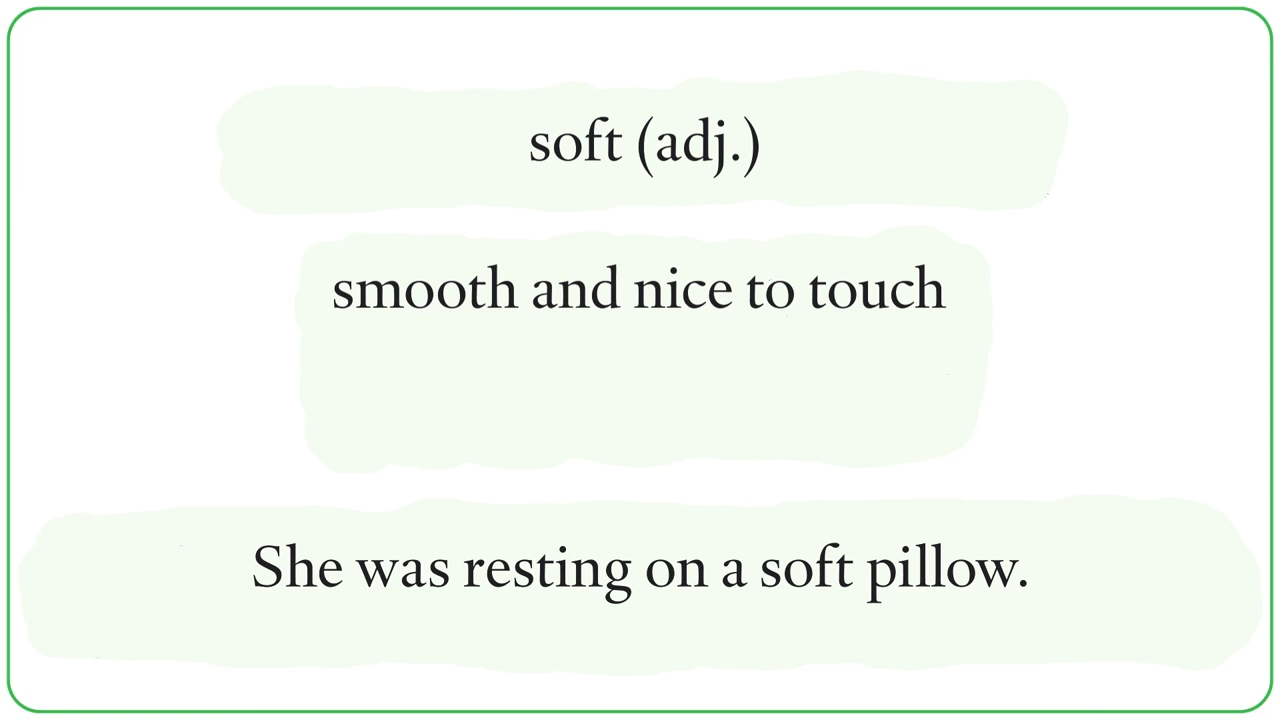 soft (adj.)
smooth and nice to touch
She was resting on a soft pillow.